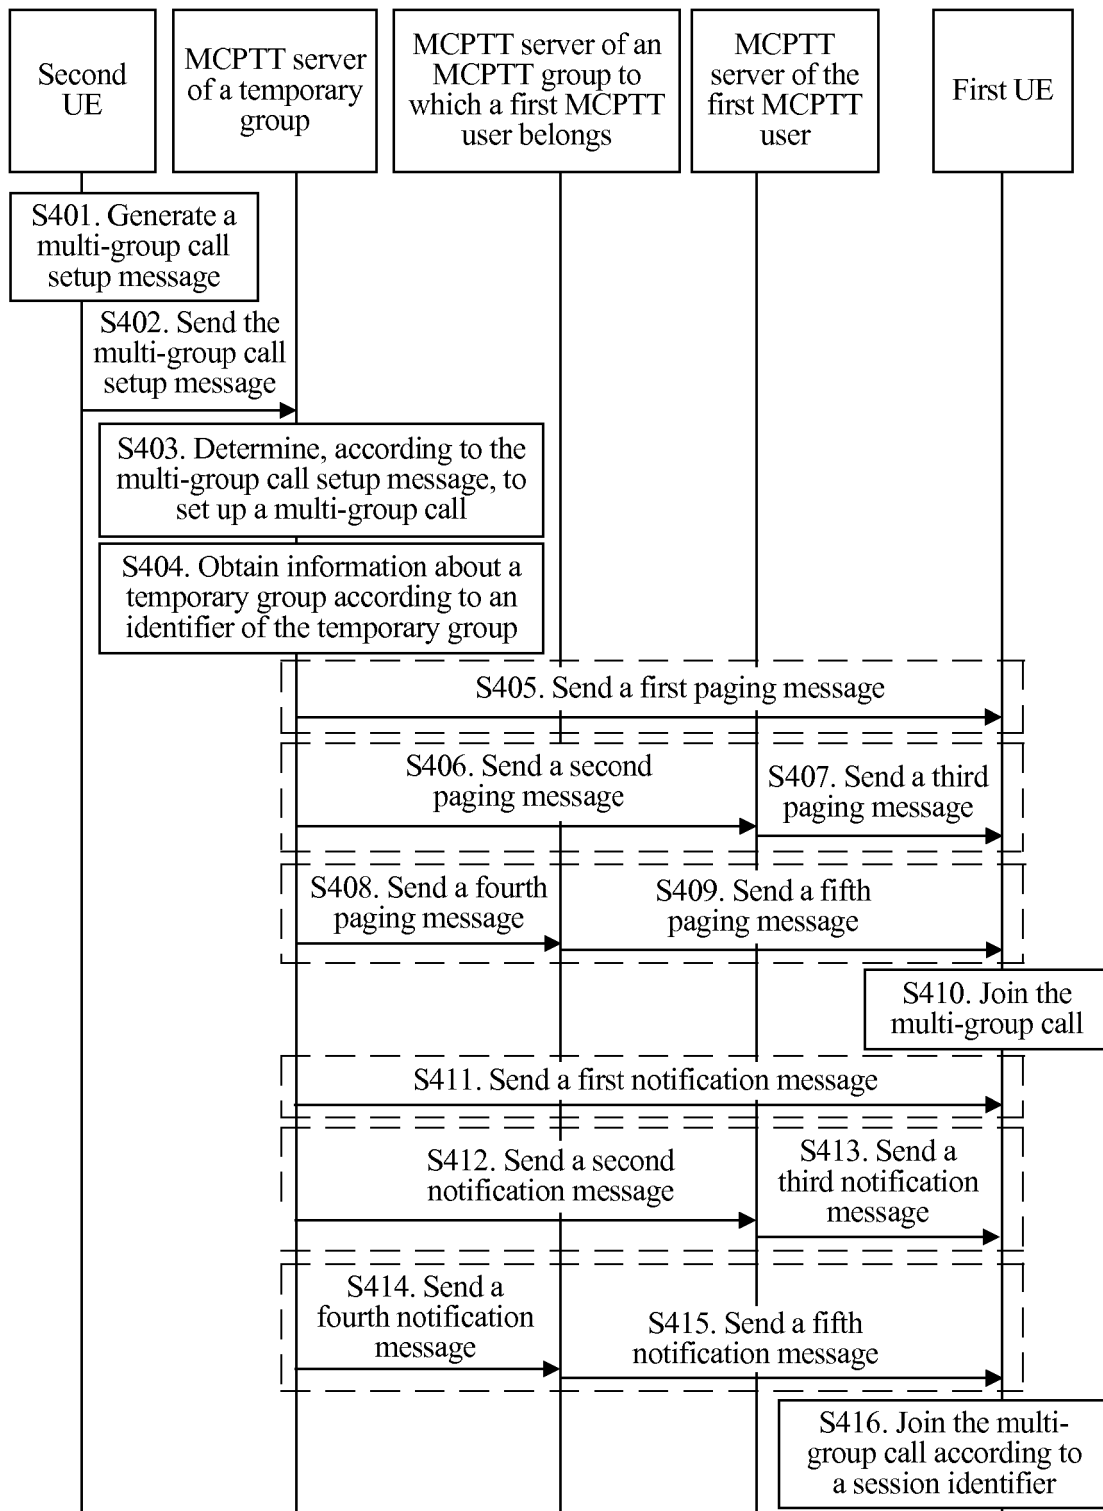 Second
UE
MCPTT server
of a temporary
group
MCPTT server of an
MCPTT group to
which a first MCPTT
user belongs
MCPTT
server of the
first MCPTT
user
First UE
S401. Generate a
multi-group call
setup message
S402. Send the
multi-group call
setup message
S403. Determine, according to the
multi-group call setup message, to
set up a multi-group call
S404. Obtain information about a
temporary group according to an
identifier of the temporary group
S405. Send a first paging message
S406. Send a second
paging message
S407. Send a third
paging message
S408. Send a fourth
paging message
S409. Send a fifth
paging message
S410. Join the
multi-group call
S411. Send a first notification message
S412. Send a second
notification message
S413. Send a
third notification
message
S414. Send a
fourth notification
message
S415. Send a fifth
notification message
S416. Join the multi-
group call according to
a session identifier